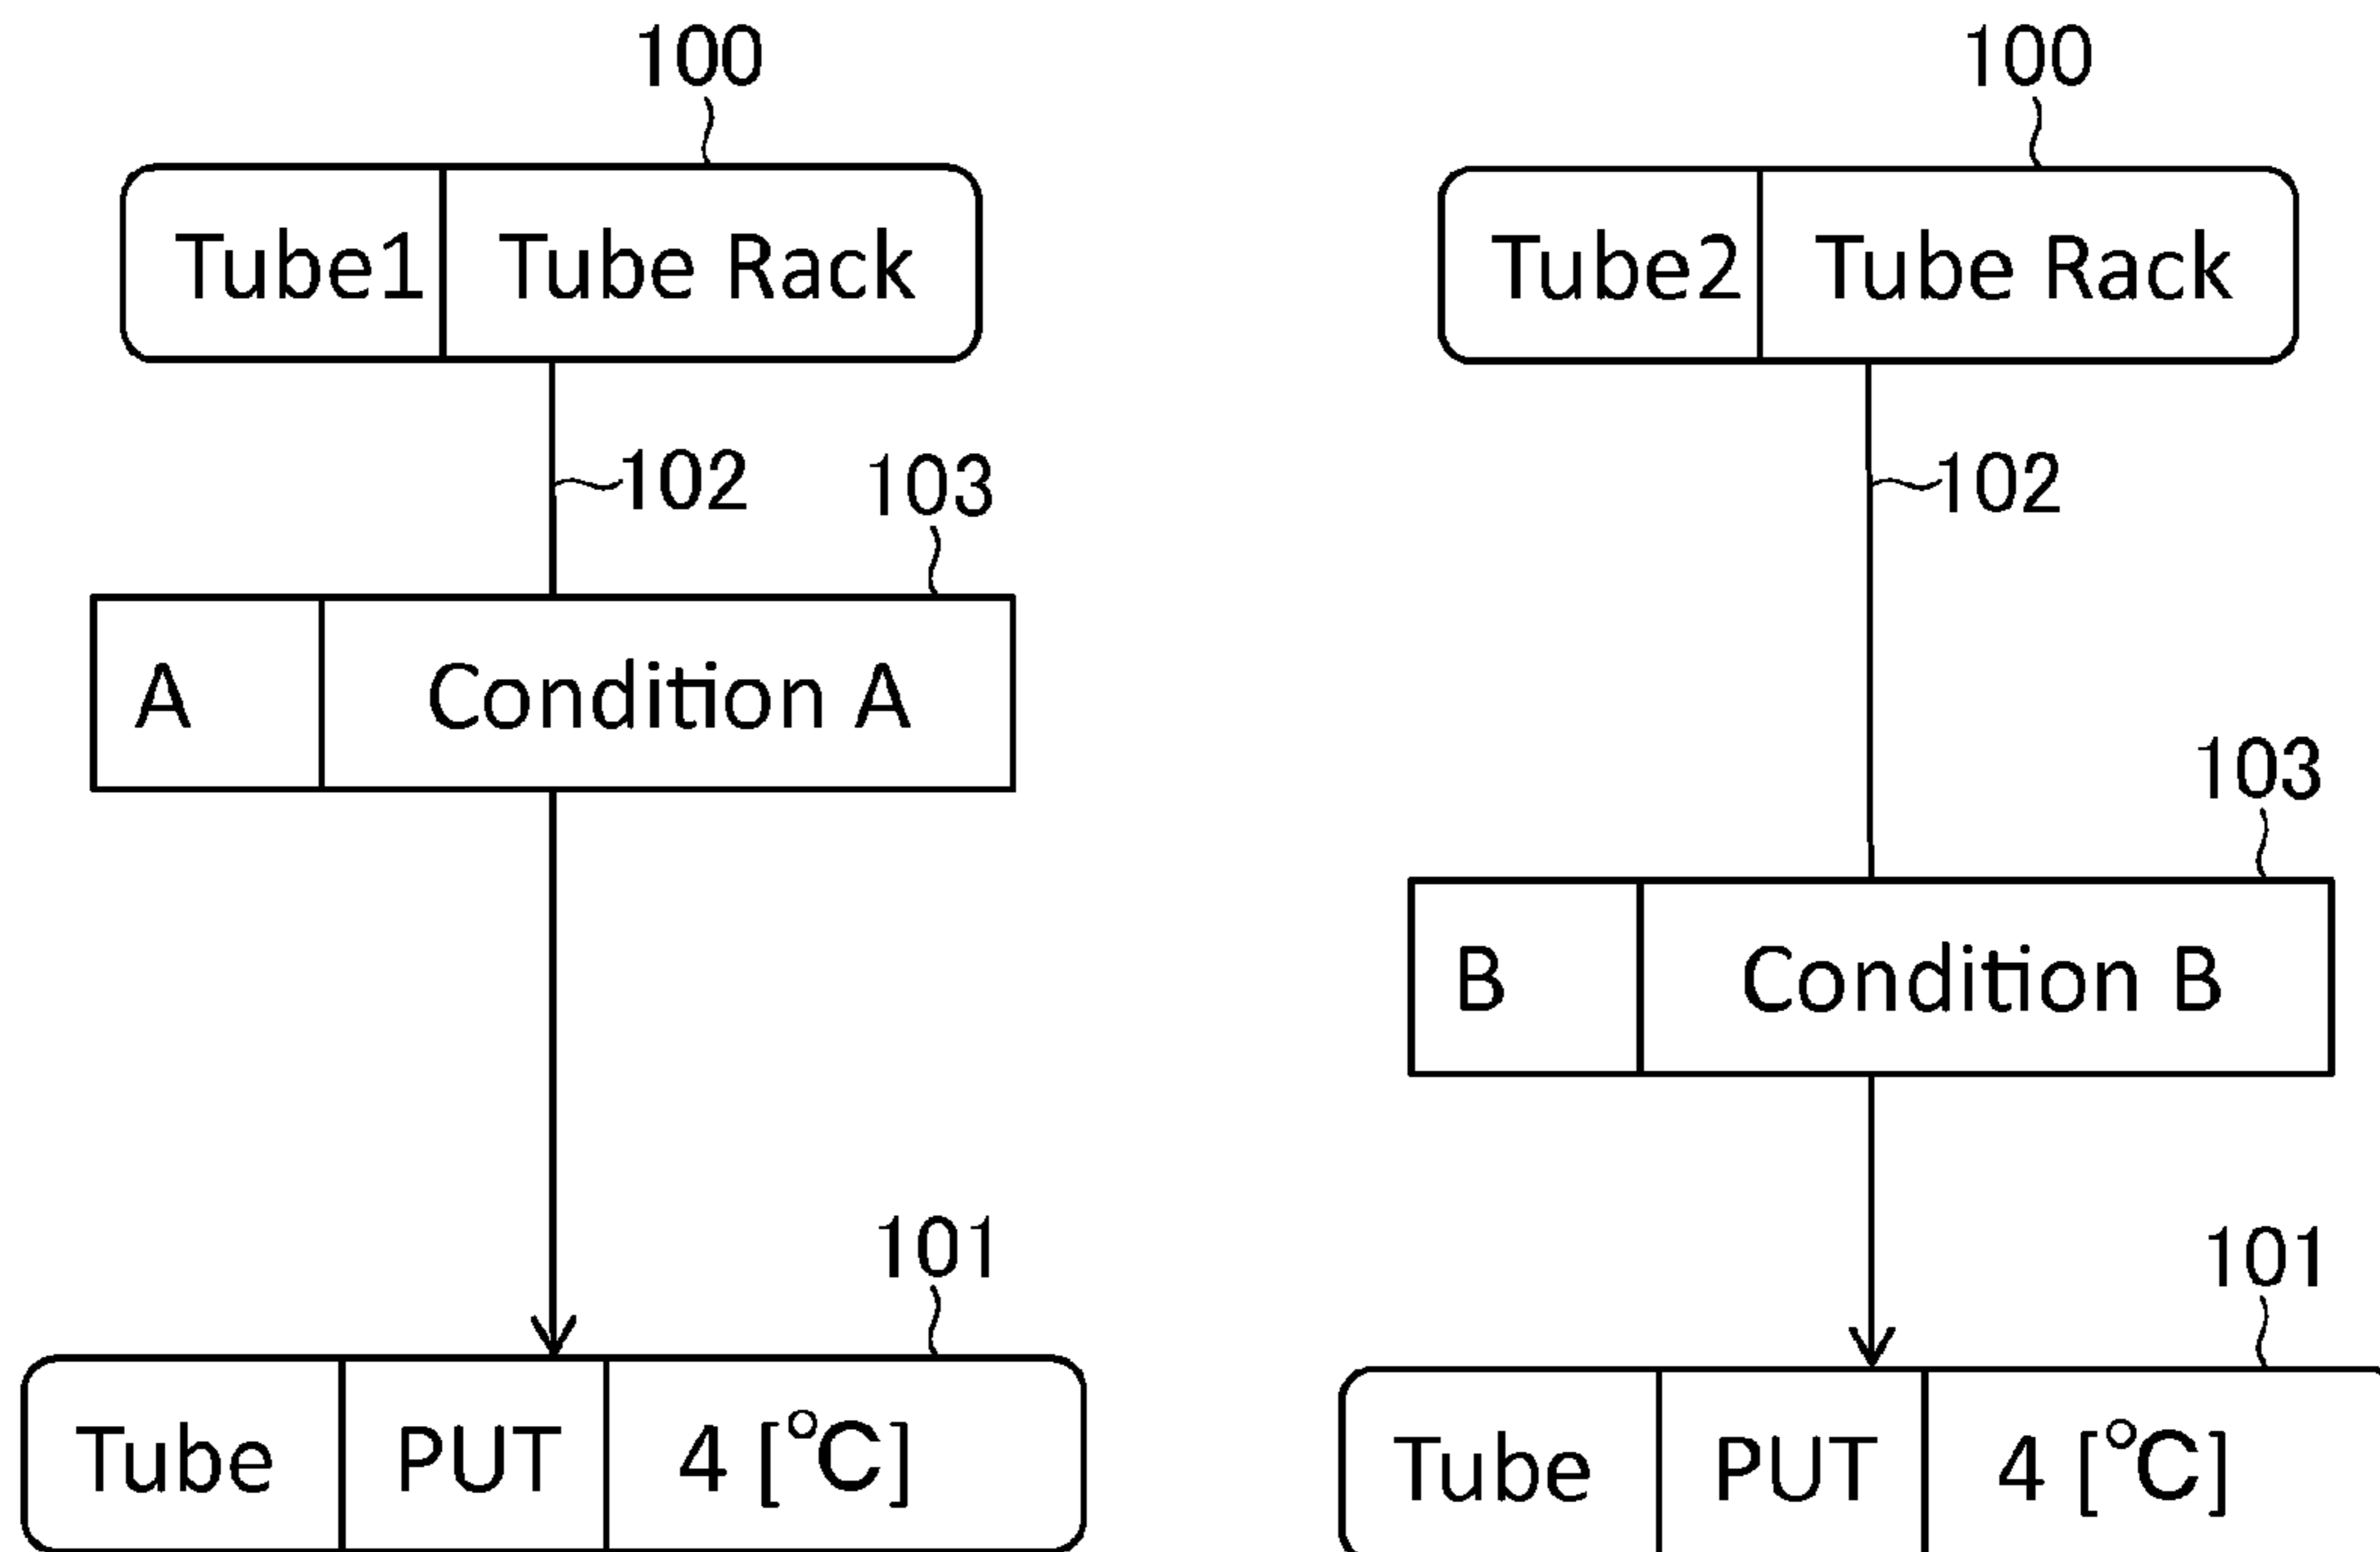 100
Tube1 Tube Rack
102
103
A Condition A
101
Tube PUT 4 [℃]
100
Tube2 Tube Rack
102
103
B Condition B
101
Tube PUT 4 [℃]